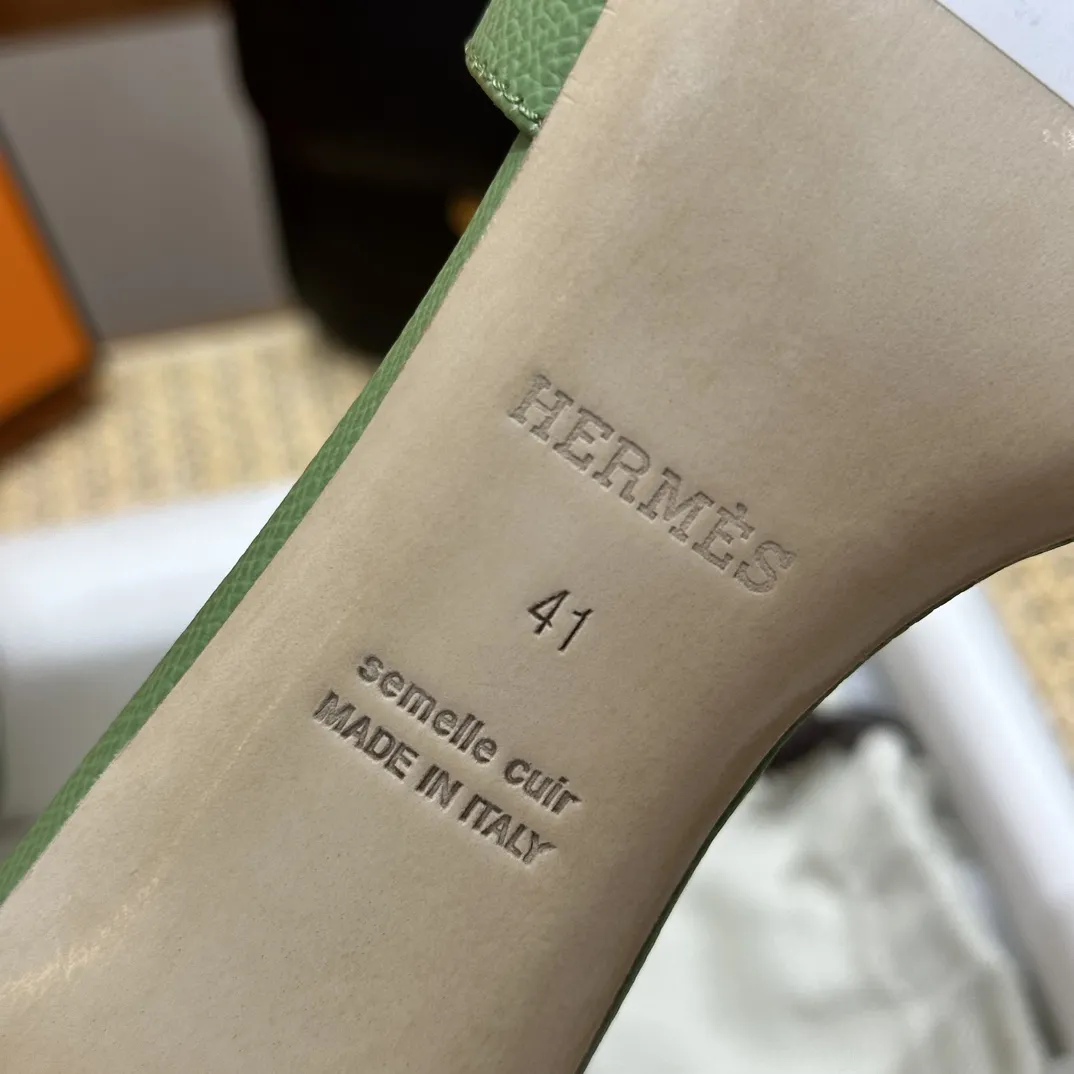 HERMÈS
41
semelle cuir
MADE IN ITALY